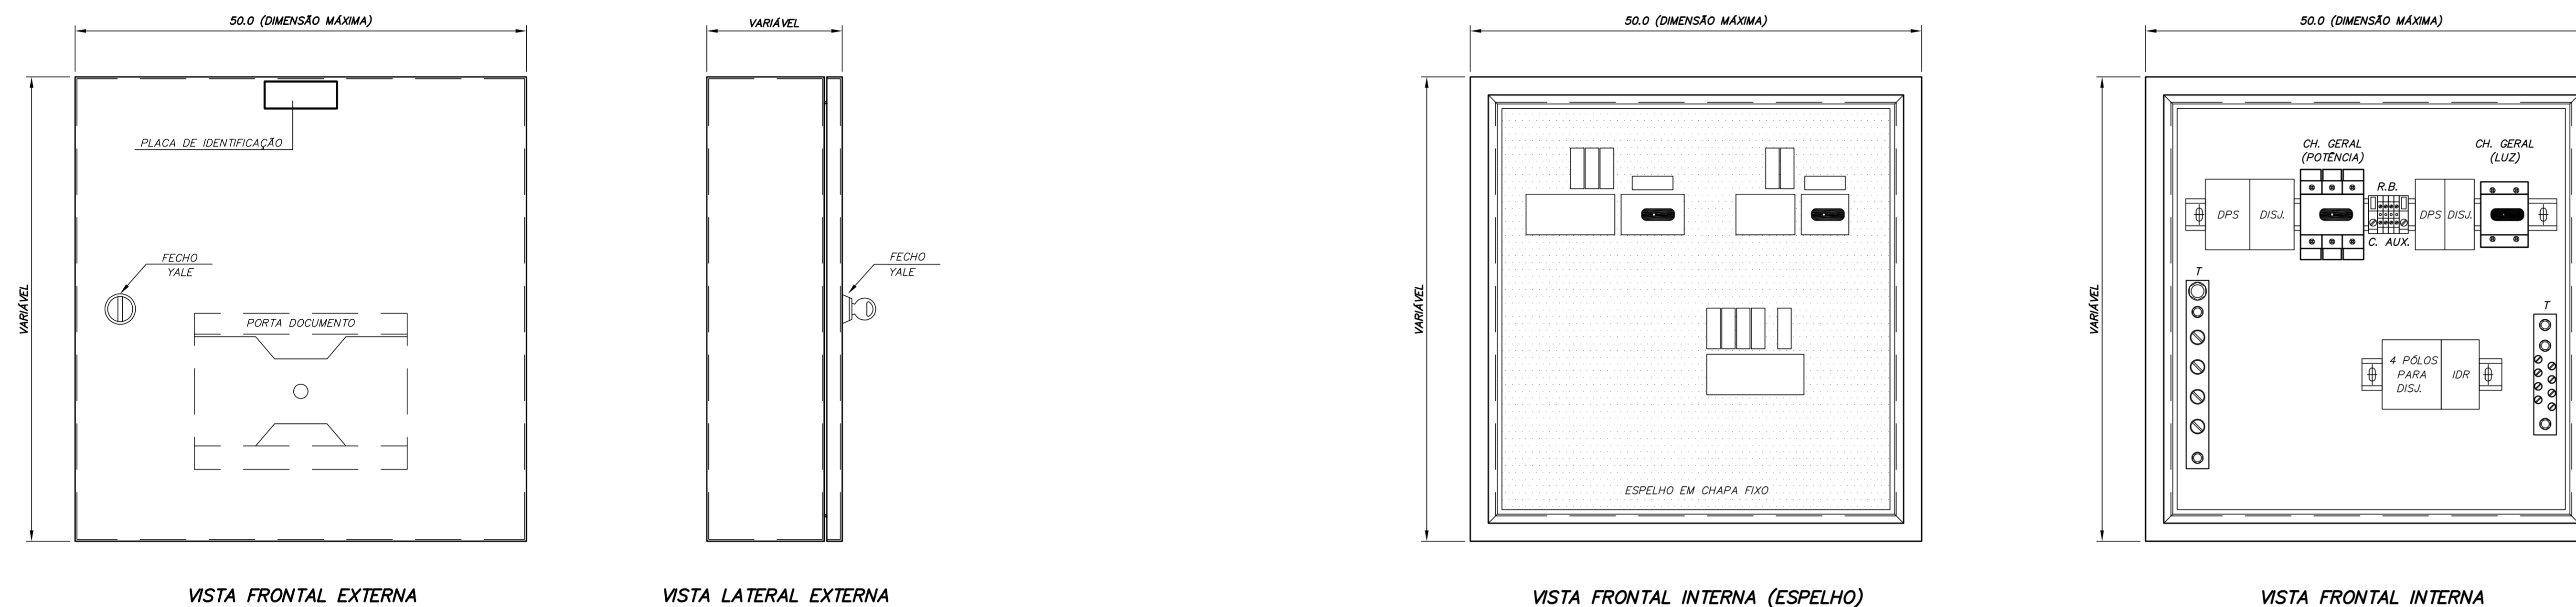 50.0 (DIMENSÃO MÁXIMA)
PLACA DE IDENTIFICAÇÃO
FECHO
YALE
VARIÁVEL
PORTA DOCUMENTO
VISTA FRONTAL EXTERNA
VARIÁVEL
FECHO
YALE
VISTA LATERAL EXTERNA
50.0 (DIMENSÃO MÁXIMA)
VARIÁVEL
ESPELHO EM CHAPA FIXO
VISTA FRONTAL INTERNA (ESPELHO)
50.0 (DIMENSÃO MÁXIMA)
VARIÁVEL
CH. GERAL
(POTÊNCIA)
CH. GERAL
(LUZ)
R.B.
DPS
DISJ.
DPS
DISJ.
C. AUX.
T
T
4 PÓLOS
PARA
DISJ.
IDR
VISTA FRONTAL INTERNA